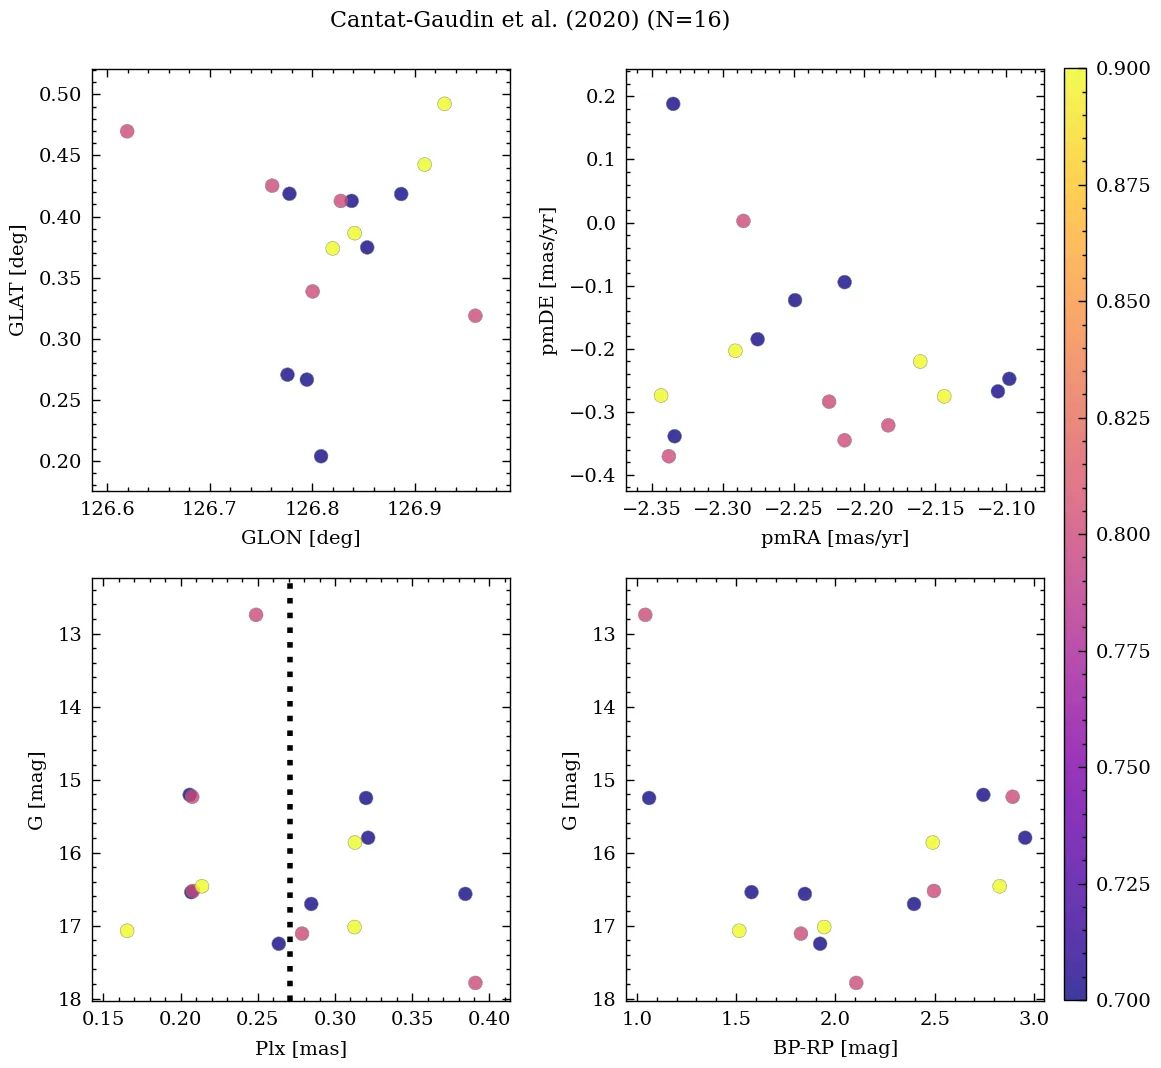 Cantat-Gaudin et al. (2020) (N=16)
0.50
0.45
0.40
0.35
0.30
0.25
0.20
GLAT [deg]
126.6 126.7 126.8 126.9
GLON [deg]
0.2
0.1
0.0
−0.1
−0.2
−0.3
−0.4
pmDE [mas/yr]
−2.35 −2.30 −2.25 −2.20 −2.15 −2.10
pmRA [mas/yr]
13
14
15
16
17
18
G [mag]
0.15 0.20 0.25 0.30 0.35 0.40
Plx [mas]
13
14
15
16
17
18
G [mag]
1.0 1.5 2.0 2.5 3.0
BP-RP [mag]
0.900
0.875
0.850
0.825
0.800
0.775
0.750
0.725
0.700